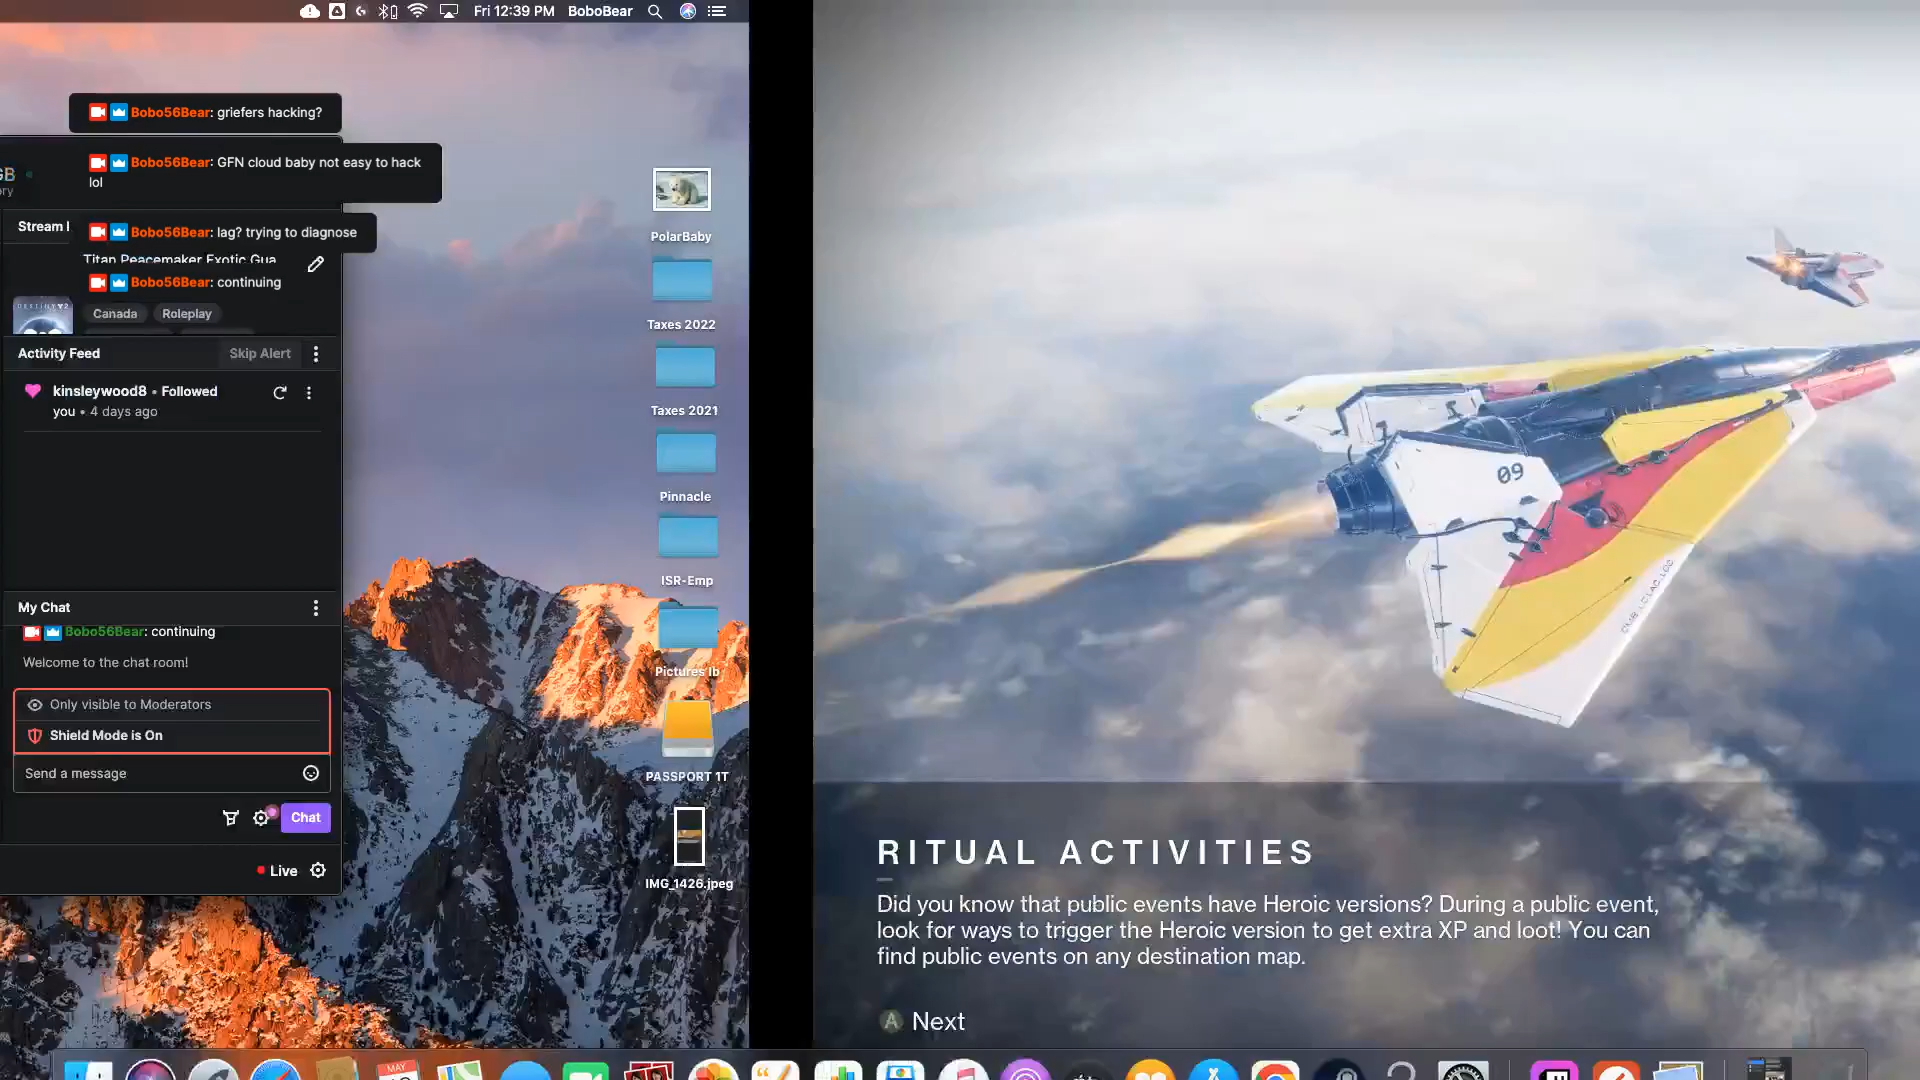 Fri 12:39 PM BoboBear
Bobo56Bear: griefers hacking?
Bobo56Bear: GFN cloud baby not easy to hack
lol
Bobo56Bear: lag? trying to diagnose
Titan Peacemaker Exotic Gua
Bobo56Bear: continuing
GB
ory
Stream I
DESTINY 2
Canada Roleplay
Activity Feed Skip Alert
kinsleywood8 • Followed
you • 4 days ago
My Chat
Bobo56Bear: continuing
Welcome to the chat room!
Only visible to Moderators
Shield Mode is On
Send a message
Chat
Live
PolarBaby
Taxes 2022
Taxes 2021
Pinnacle
ISR-Emp
Pictures Ib
PASSPORT 1T
IMG_1426.jpeg
09
RITUAL ACTIVITIES
Did you know that public events have Heroic versions? During a public event,
look for ways to trigger the Heroic version to get extra XP and loot! You can
find public events on any destination map.
A Next
MAY